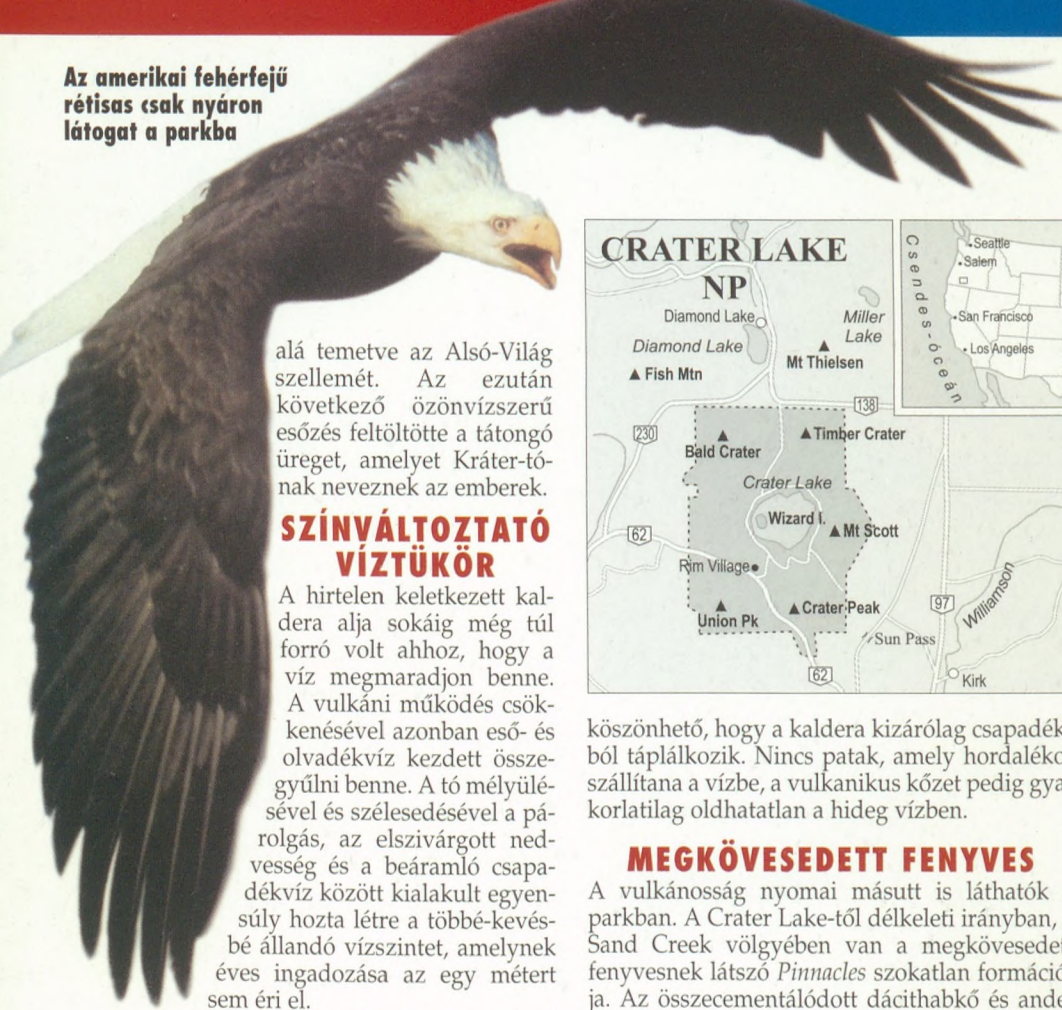 Az amerikai fehérfejű
rétisas csak nyáron
látogat a parkba
alá temetve az Alsó-Világ
szellemét. Az ezután
következő özönvízszerű
esőzés feltöltötte a tátongó
üreget, amelyet Kráter-tó-
nak neveznek az emberek.
SZÍNVÁLTOZTATÓ
VÍZTÜKÖR
A hirtelen keletkezett kal-
dera alja sokáig még túl
forró volt ahhoz, hogy a
víz megmaradjon benne.
A vulkáni működés csök-
kenésével azonban eső- és
olvadékvíz kezdett össze-
gyűlni benne. A tó mélyülé-
sével és szélesedésével a pá-
rolgás, az elszivárgott ned-
vesség és a beáramló csapa-
dékvíz között kialakult egyen-
súly hozta létre a többé-kevés-
bé állandó vízszintet, amelynek
éves ingadozása az egy métert
sem éri el.
CRATER LAKE
NP
Diamond Lake
Diamond Lake
Miller
Lake
Mt Thielsen
Fish Mtn
138
230
Bald Crater
Timber Crater
Crater Lake
Wizard I.
Mt Scott
62
Rim Village
Union Pk
Crater Peak
97
Williamson
Sun Pass
62
Kirk
Csendes-óceán
Seattle
Salem
San Francisco
Los Angeles
köszönhető, hogy a kaldera kizárólag csapadék
ból táplálkozik. Nincs patak, amely hordaléko
szállítana a vízbe, a vulkanikus kőzet pedig gya
korlatilag oldhatatlan a hideg vízben.
MEGKÖVESEDETT FENYVES
A vulkánosság nyomai másutt is láthatók
parkban. A Crater Lake-től délkeleti irányban,
Sand Creek völgyében van a megkövesedet
fenyvesnek látszó Pinnacles szokatlan formáció
ja. Az összecementálódott dácithabkő és ande